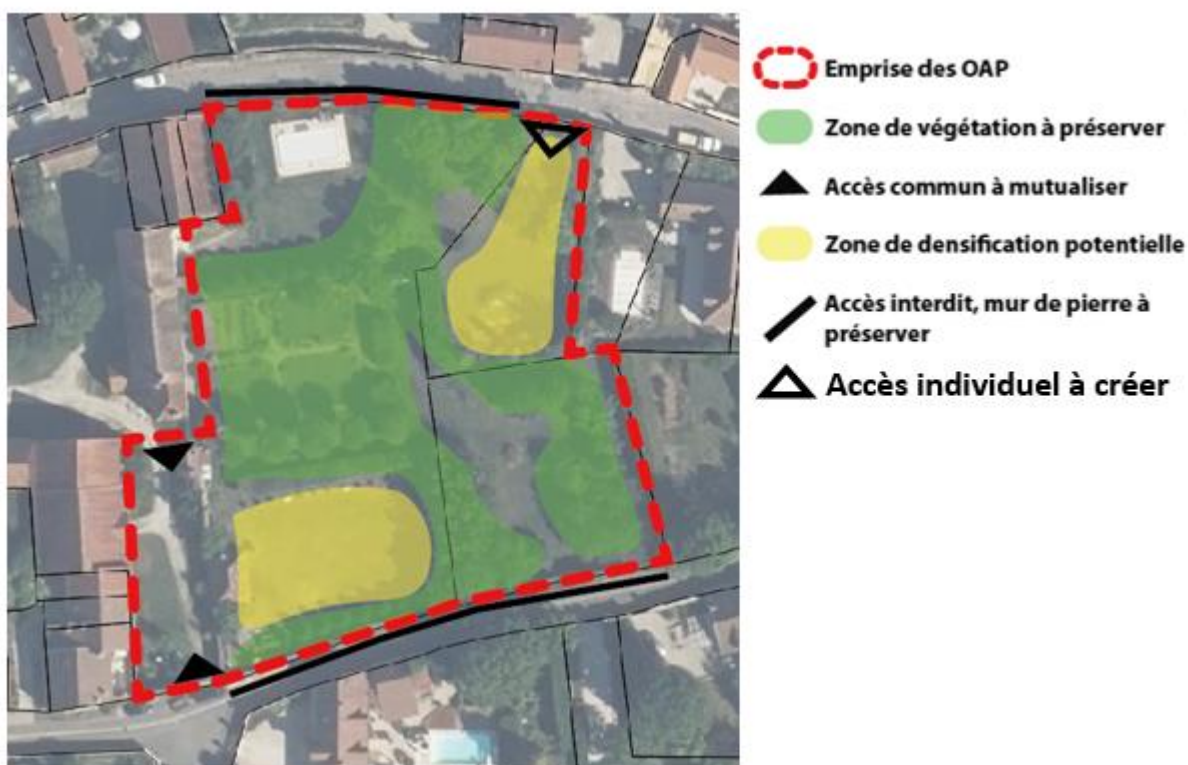 Emprise des OAP
Zone de végétation à préserver
Accès commun à mutualiser
Zone de densification potentielle
Accès interdit, mur de pierre à
préserver
Accès individuel à créer